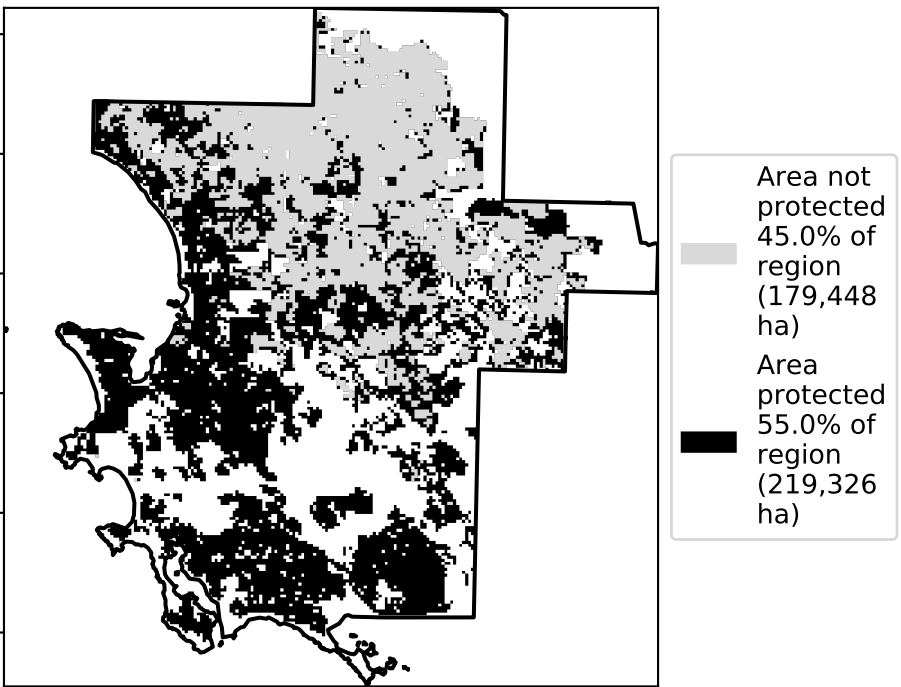 Area not
protected
45.0% of
region
(179,448
ha)
Area
protected
55.0% of
region
(219,326
ha)